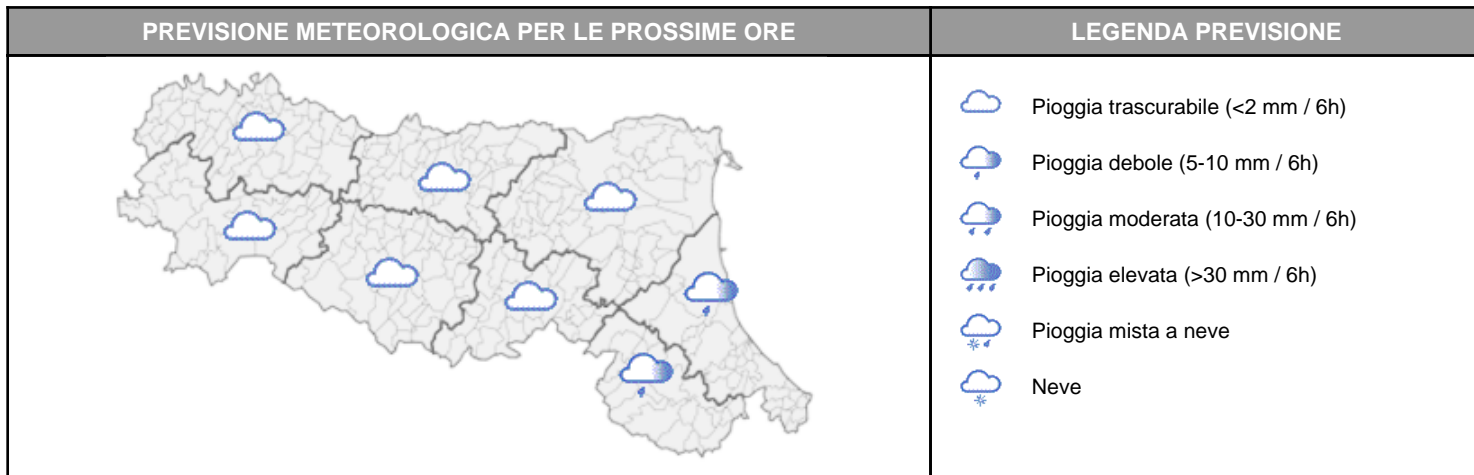 PREVISIONE METEOROLOGICA PER LE PROSSIME ORE
LEGENDA PREVISIONE
Pioggia trascurabile (<2 mm / 6h)
Pioggia debole (5-10 mm / 6h)
Pioggia moderata (10-30 mm / 6h)
Pioggia elevata (>30 mm / 6h)
Pioggia mista a neve
Neve